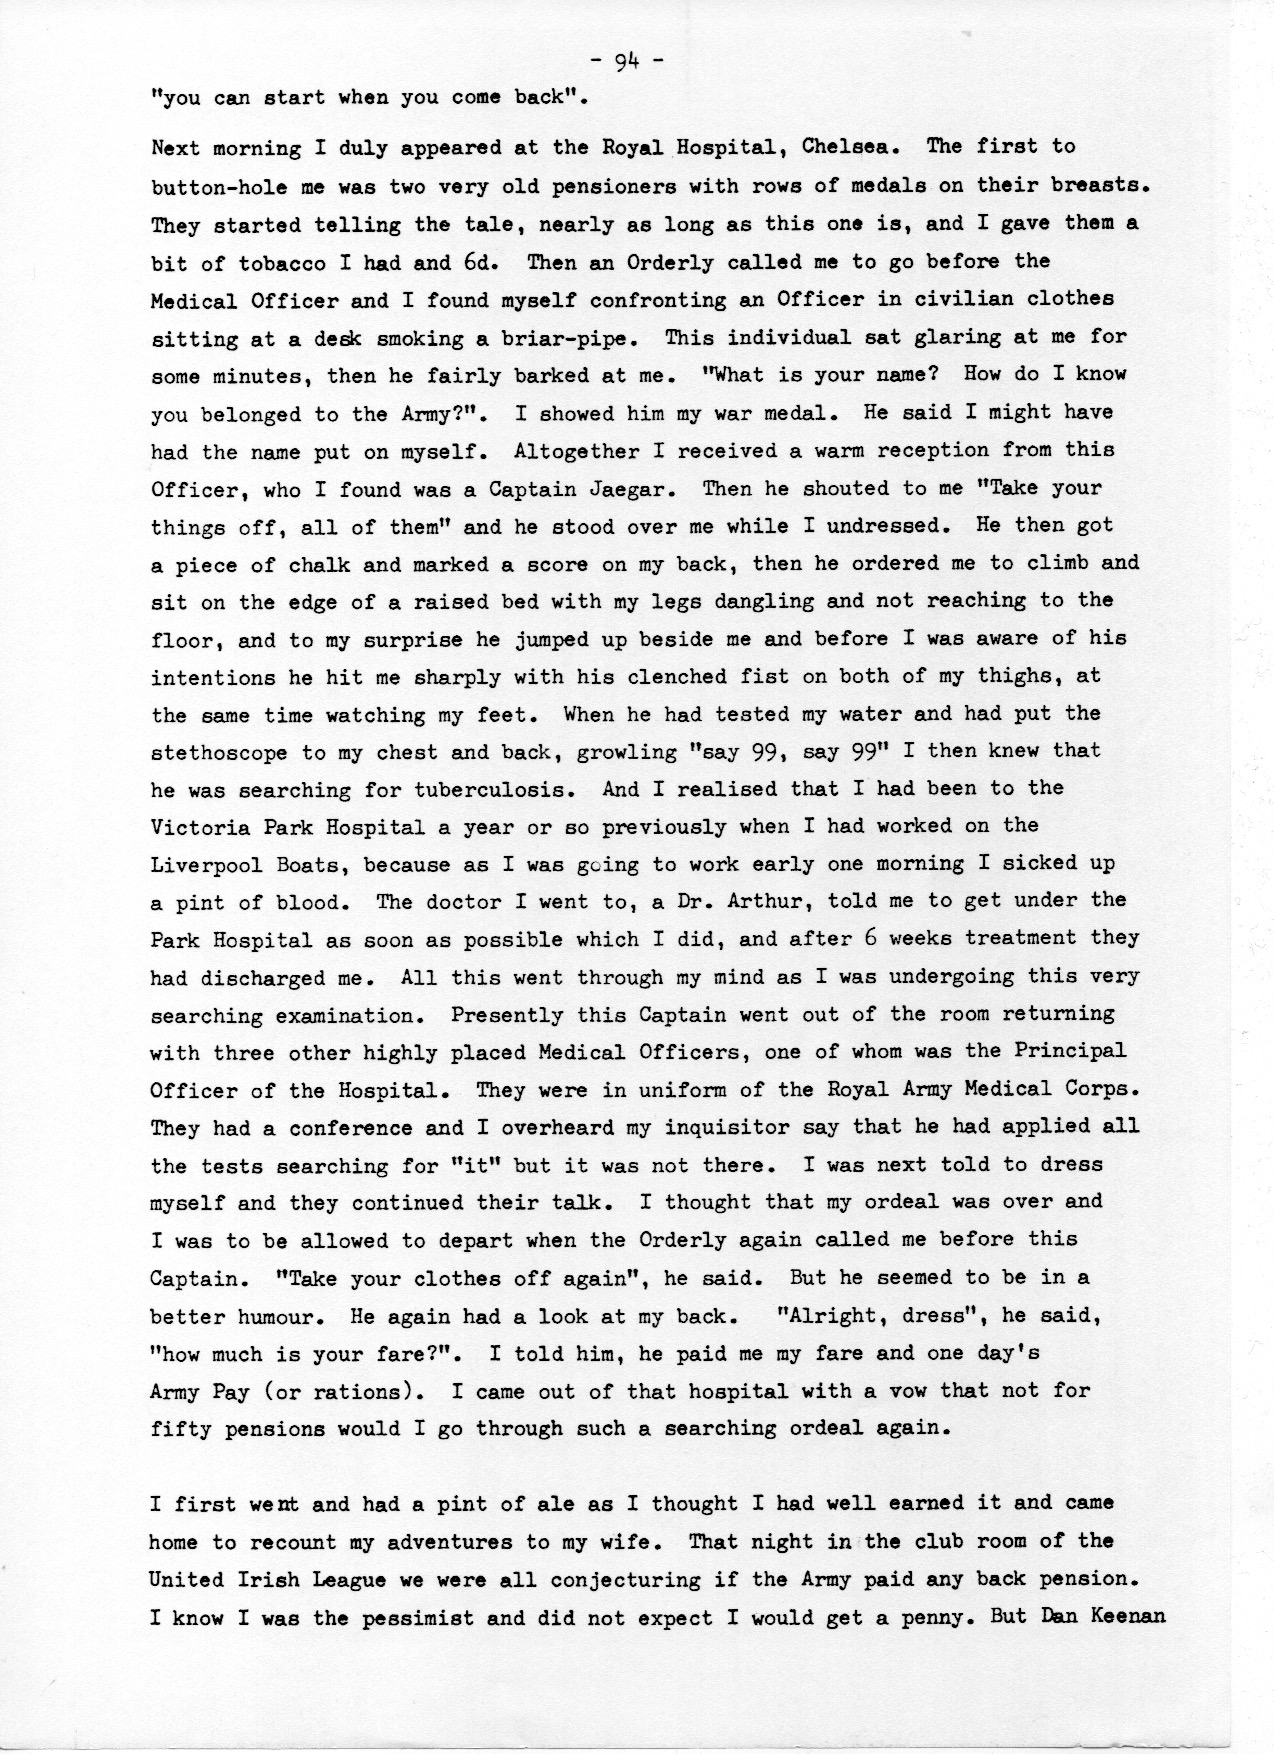 - 94 -
"you can start when you come back".
Next morning I duly appeared at the Royal Hospital, Chelsea. The first to
button-hole me was two very old pensioners with rows of medals on their breasts.
They started telling the tale, nearly as long as this one is, and I gave them a
bit of tobacco I had and 6d. Then an Orderly called me to go before the
Medical Officer and I found myself confronting an Officer in civilian clothes
sitting at a desk smoking a briar-pipe. This individual sat glaring at me for
some minutes, then he fairly barked at me. "What is your name? How do I know
you belonged to the Army?". I showed him my war medal. He said I might have
had the name put on myself. Altogether I received a warm reception from this
Officer, who I found was a Captain Jaegar. Then he shouted to me "Take your
things off, all of them" and he stood over me while I undressed. He then got
a piece of chalk and marked a score on my back, then he ordered me to climb and
sit on the edge of a raised bed with my legs dangling and not reaching to the
floor, and to my surprise he jumped up beside me and before I was aware of his
intentions he hit me sharply with his clenched fist on both of my thighs, at
the same time watching my feet. When he had tested my water and had put the
stethoscope to my chest and back, growling "say 99, say 99" I then knew that
he was searching for tuberculosis. And I realised that I had been to the
Victoria Park Hospital a year or so previously when I had worked on the
Liverpool Boats, because as I was going to work early one morning I sicked up
a pint of blood. The doctor I went to, a Dr. Arthur, told me to get under the
Park Hospital as soon as possible which I did, and after 6 weeks treatment they
had discharged me. All this went through my mind as I was undergoing this very
searching examination. Presently this Captain went out of the room returning
with three other highly placed Medical Officers, one of whom was the Principal
Officer of the Hospital. They were in uniform of the Royal Army Medical Corps.
They had a conference and I overheard my inquisitor say that he had applied all
the tests searching for "it" but it was not there. I was next told to dress
myself and they continued their talk. I thought that my ordeal was over and
I was to be allowed to depart when the Orderly again called me before this
Captain. "Take your clothes off again", he said. But he seemed to be in a
better humour. He again had a look at my back. "Alright, dress", he said,
"how much is your fare?". I told him, he paid me my fare and one day's
Army Pay (or rations). I came out of that hospital with a vow that not for
fifty pensions would I go through such a searching ordeal again.
I first went and had a pint of ale as I thought I had well earned it and came
home to recount my adventures to my wife. That night in the club room of the
United Irish League we were all conjecturing if the Army paid any back pension.
I know I was the pessimist and did not expect I would get a penny. But Dan Keenan